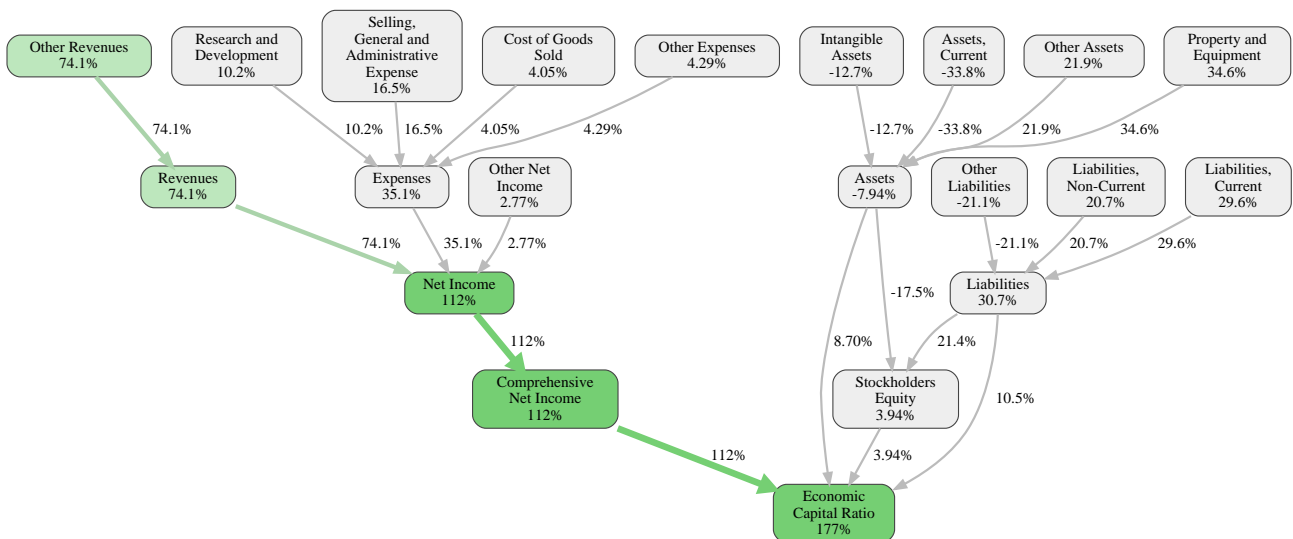 Other Revenues
74.1%
Research and
Development
10.2%
Selling,
General and
Administrative
Expense
16.5%
Cost of Goods
Sold
4.05%
Other Expenses
4.29%
Intangible
Assets
-12.7%
Assets,
Current
-33.8%
Other Assets
21.9%
Property and
Equipment
34.6%
74.1%
10.2%
16.5%
4.05%
4.29%
-12.7%
-33.8%
21.9%
34.6%
Revenues
74.1%
Expenses
35.1%
Other Net
Income
2.77%
Assets
-7.94%
Other
Liabilities
-21.1%
Liabilities,
Non-Current
20.7%
Liabilities,
Current
29.6%
74.1%
35.1%
2.77%
-21.1%
20.7%
29.6%
Net Income
112%
-17.5%
Liabilities
30.7%
112%
8.70%
21.4%
Comprehensive
Net Income
112%
Stockholders
Equity
3.94%
10.5%
112%
3.94%
Economic
Capital Ratio
177%